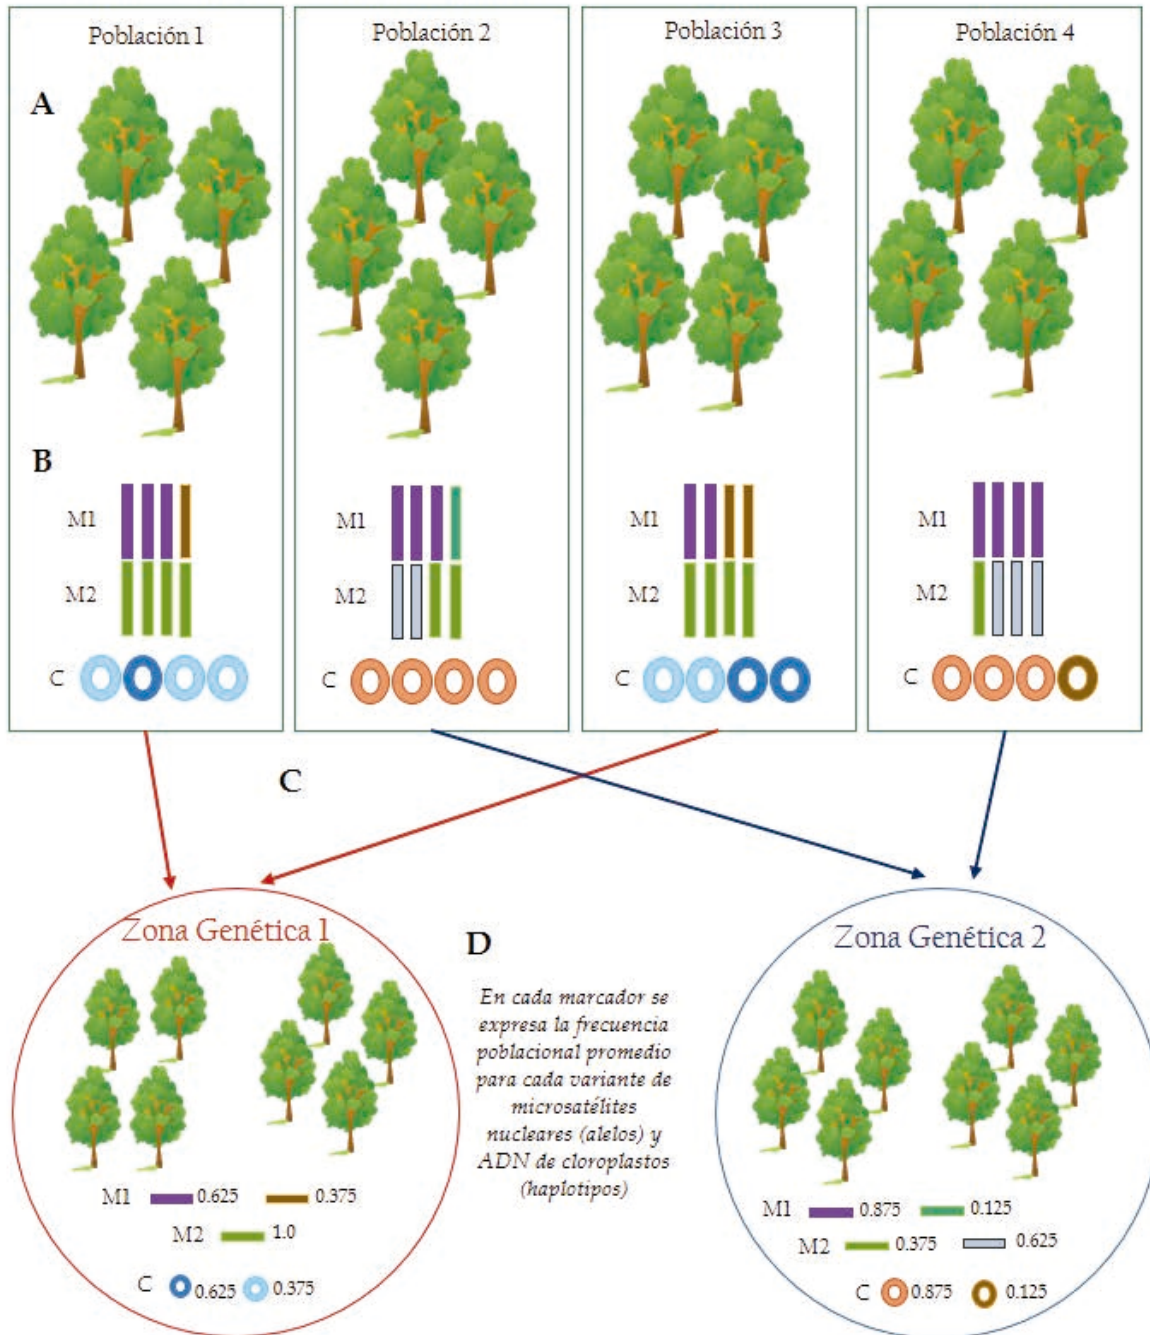 Población 1
Población 2
Población 3
Población 4
A
B
M1
M2
C
M1
M2
C
M1
M2
C
M1
M2
C
C
Zona Genética 1
D
En cada marcador se
expresa la frecuencia
poblacional promedio
para cada variante de
microsatélites
nucleares (alelos) y
ADN de cloroplastos
(haplotipos)
Zona Genética 2
M1 0.625 0.375
M2 1.0
C 0.625 0.375
M1 0.875 0.125
M2 0.375 0.625
C 0.875 0.125